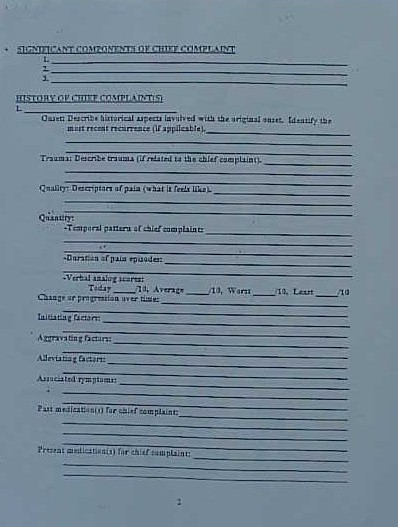 SIGNIFICANT COMPONENTS OF CHIEF COMPLAINT
1.
2.
3.
HISTORY OF CHIEF COMPLAINT(S)
1.
Onset: Describe historical aspects involved with the original onset. Identify the
most recent recurrence (if applicable).
Trauma: Describe trauma (if related to the chief complaint).
Quality: Descriptors of pain (what it feels like).
Quantity:
-Temporal pattern of chief complaint:
-Duration of pain episodes:
-Verbal analog scores:
Today ____/10, Average ____/10, Worst ____/10, Least ____/10
Change or progression over time:
Initiating factors:
Aggravating factors:
Alleviating factors:
Associated symptoms:
Past medication(s) for chief complaint:
Present medication(s) for chief complaint: